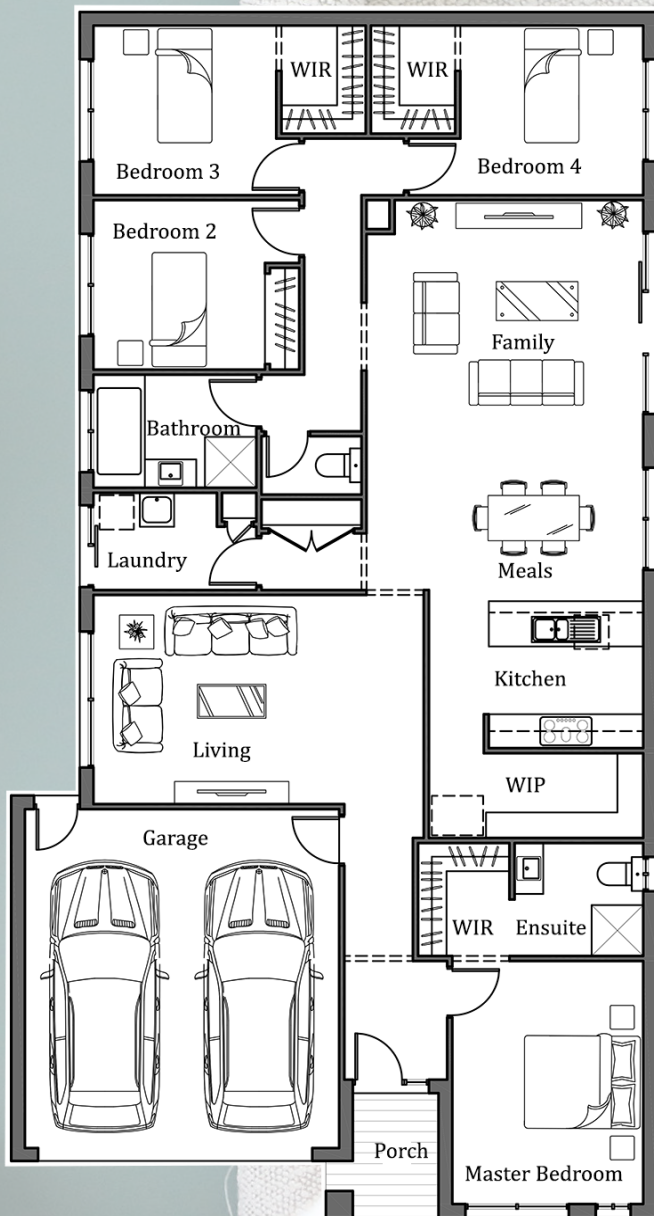 WIR
WIR
Bedroom 3
Bedroom 4
Bedroom 2
Family
Bathroom
Laundry
Meals
Kitchen
Living
WIP
Garage
WIR
Ensuite
Porch
Master Bedroom